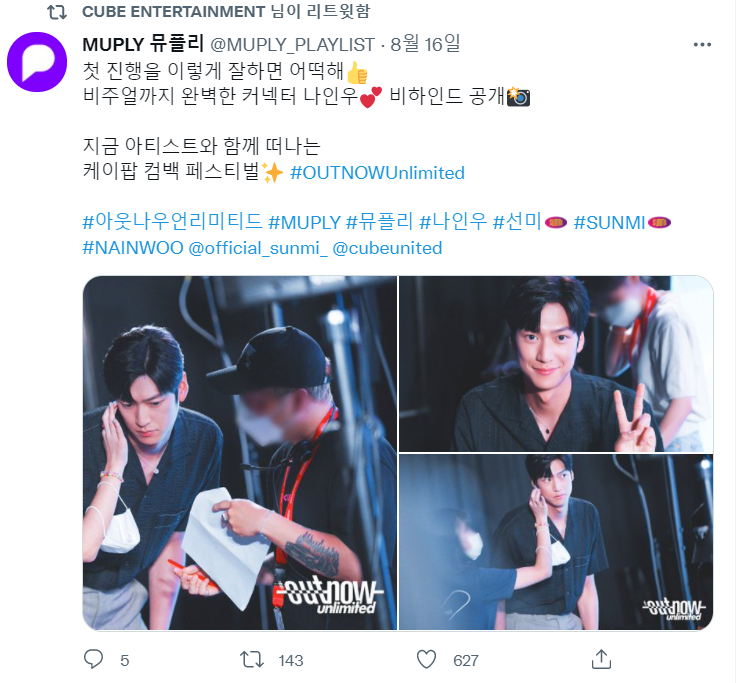 CUBE ENTERTAINMENT 님이 리트윗함
MUPLY 뮤플리 @MUPLY_PLAYLIST · 8월 16일
첫 진행을 이렇게 잘하면 어떡해👍
비주얼까지 완벽한 커넥터 나인우💕 비하인드 공개📸
지금 아티스트와 함께 떠나는
케이팝 컴백 페스티벌✨ #OUTNOWUnlimited
#아웃나우언리미티드 #MUPLY #뮤플리 #나인우 #선미 #SUNMI
#NAINWOO @official_sunmi_ @cubeunited
outnow
unlimited
outnow
unlimited
5 143 627